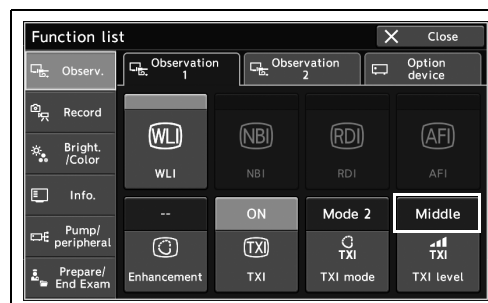 Function list
X Close
Observ.
Observation
1
Observation
2
Option
device
Record
WLI
NBI
RDI
AFI
WLI
NBI
RDI
AFI
Bright.
/Color
Info.
--
ON
Mode 2
Middle
Pump/
peripheral
TXI
TXI
TXI
Prepare/
End Exam
Enhancement
TXI
TXI mode
TXI level